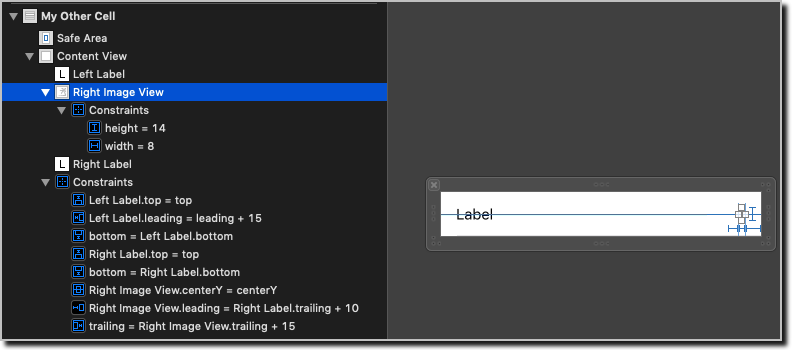 My Other Cell
Safe Area
Content View
L Left Label
Right Image View
Constraints
height = 14
width = 8
L Right Label
Constraints
Left Label.top = top
Left Label.leading = leading + 15
bottom = Left Label.bottom
Right Label.top = top
bottom = Right Label.bottom
Right Image View.centerY = centerY
Right Image View.leading = Right Label.trailing + 10
trailing = Right Image View.trailing + 15
Label